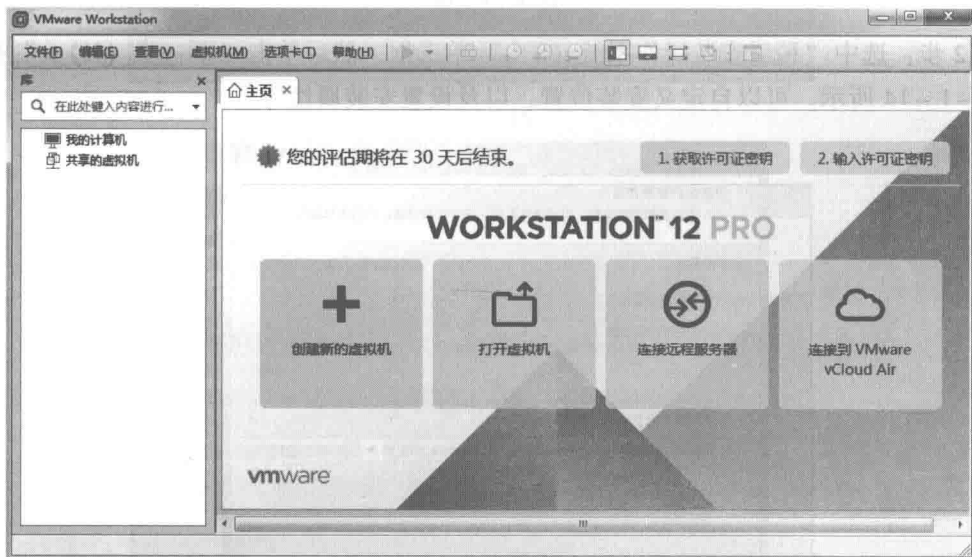 VMware Workstation
文件(F) 编辑(E) 查看(V) 虚拟机(M) 选项卡(T) 帮助(H)
库
在此处键入内容进行...
我的计算机
共享的虚拟机
主页
您的评估期将在 30 天后结束。
1. 获取许可证密钥
2. 输入许可证密钥
WORKSTATION™ 12 PRO
创建新的虚拟机
打开虚拟机
连接远程服务器
连接到 VMware
vCloud Air
vmware